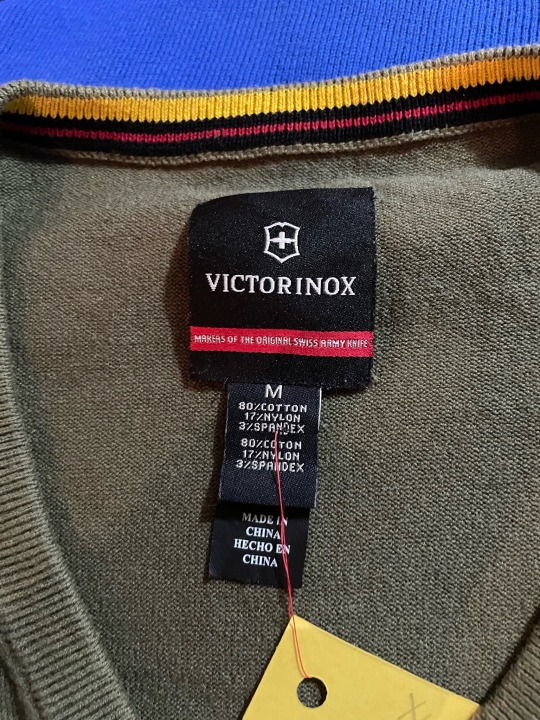 VICTORINOX
MAKERS OF THE ORIGINAL SWISS ARMY KNIFE
M
80%COTTON
17%NYLON
3%SPANDEX
80%COTON
17%NYLON
3%SPANDEX
MADE IN
CHINA
HECHO EN
CHINA